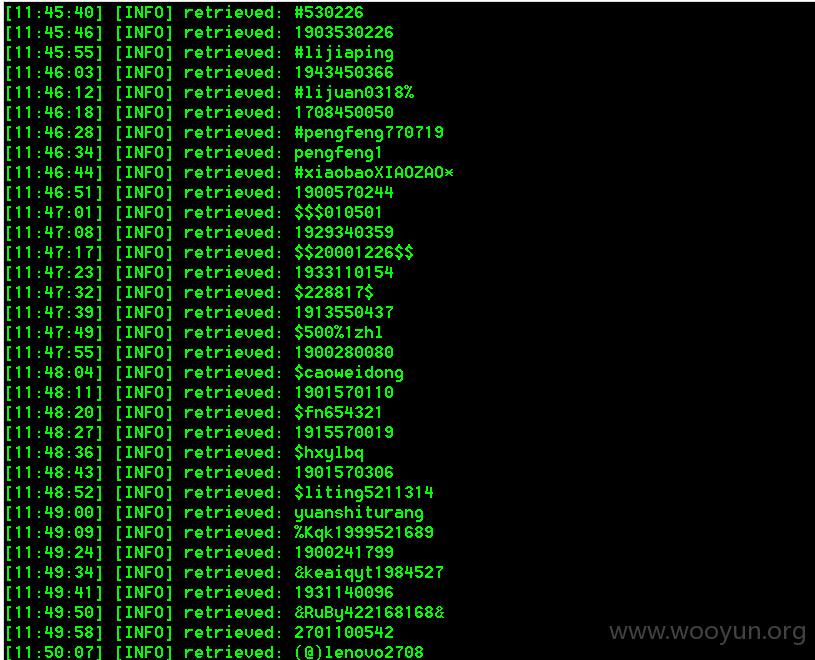 [11:45:40] [INFO] retrieved: #530226
[11:45:46] [INFO] retrieved: 1903530226
[11:45:55] [INFO] retrieved: #lijiaping
[11:46:03] [INFO] retrieved: 1943450366
[11:46:12] [INFO] retrieved: #lijuan0318%
[11:46:18] [INFO] retrieved: 1708450050
[11:46:28] [INFO] retrieved: #pengfeng770719
[11:46:34] [INFO] retrieved: pengfeng1
[11:46:44] [INFO] retrieved: #xiaobaoXIAOZAO*
[11:46:51] [INFO] retrieved: 1900570244
[11:47:01] [INFO] retrieved: $$$010501
[11:47:08] [INFO] retrieved: 1929340359
[11:47:17] [INFO] retrieved: $$20001226$$
[11:47:23] [INFO] retrieved: 1933110154
[11:47:32] [INFO] retrieved: $228817$
[11:47:39] [INFO] retrieved: 1913550437
[11:47:49] [INFO] retrieved: $500%1zhl
[11:47:55] [INFO] retrieved: 1900280080
[11:48:04] [INFO] retrieved: $caoweidong
[11:48:11] [INFO] retrieved: 1901570110
[11:48:20] [INFO] retrieved: $fn654321
[11:48:27] [INFO] retrieved: 1915570019
[11:48:36] [INFO] retrieved: $hxylbq
[11:48:43] [INFO] retrieved: 1901570306
[11:48:52] [INFO] retrieved: $liting5211314
[11:49:00] [INFO] retrieved: yuanshiturang
[11:49:09] [INFO] retrieved: %Kqk1999521689
[11:49:24] [INFO] retrieved: 1900241799
[11:49:34] [INFO] retrieved: &keaiqyt1984527
[11:49:41] [INFO] retrieved: 1931140096
[11:49:50] [INFO] retrieved: &RuBy422168168&
[11:49:58] [INFO] retrieved: 2701100542
[11:50:07] [INFO] retrieved: (@)lenovo2708
www.wooyun.org